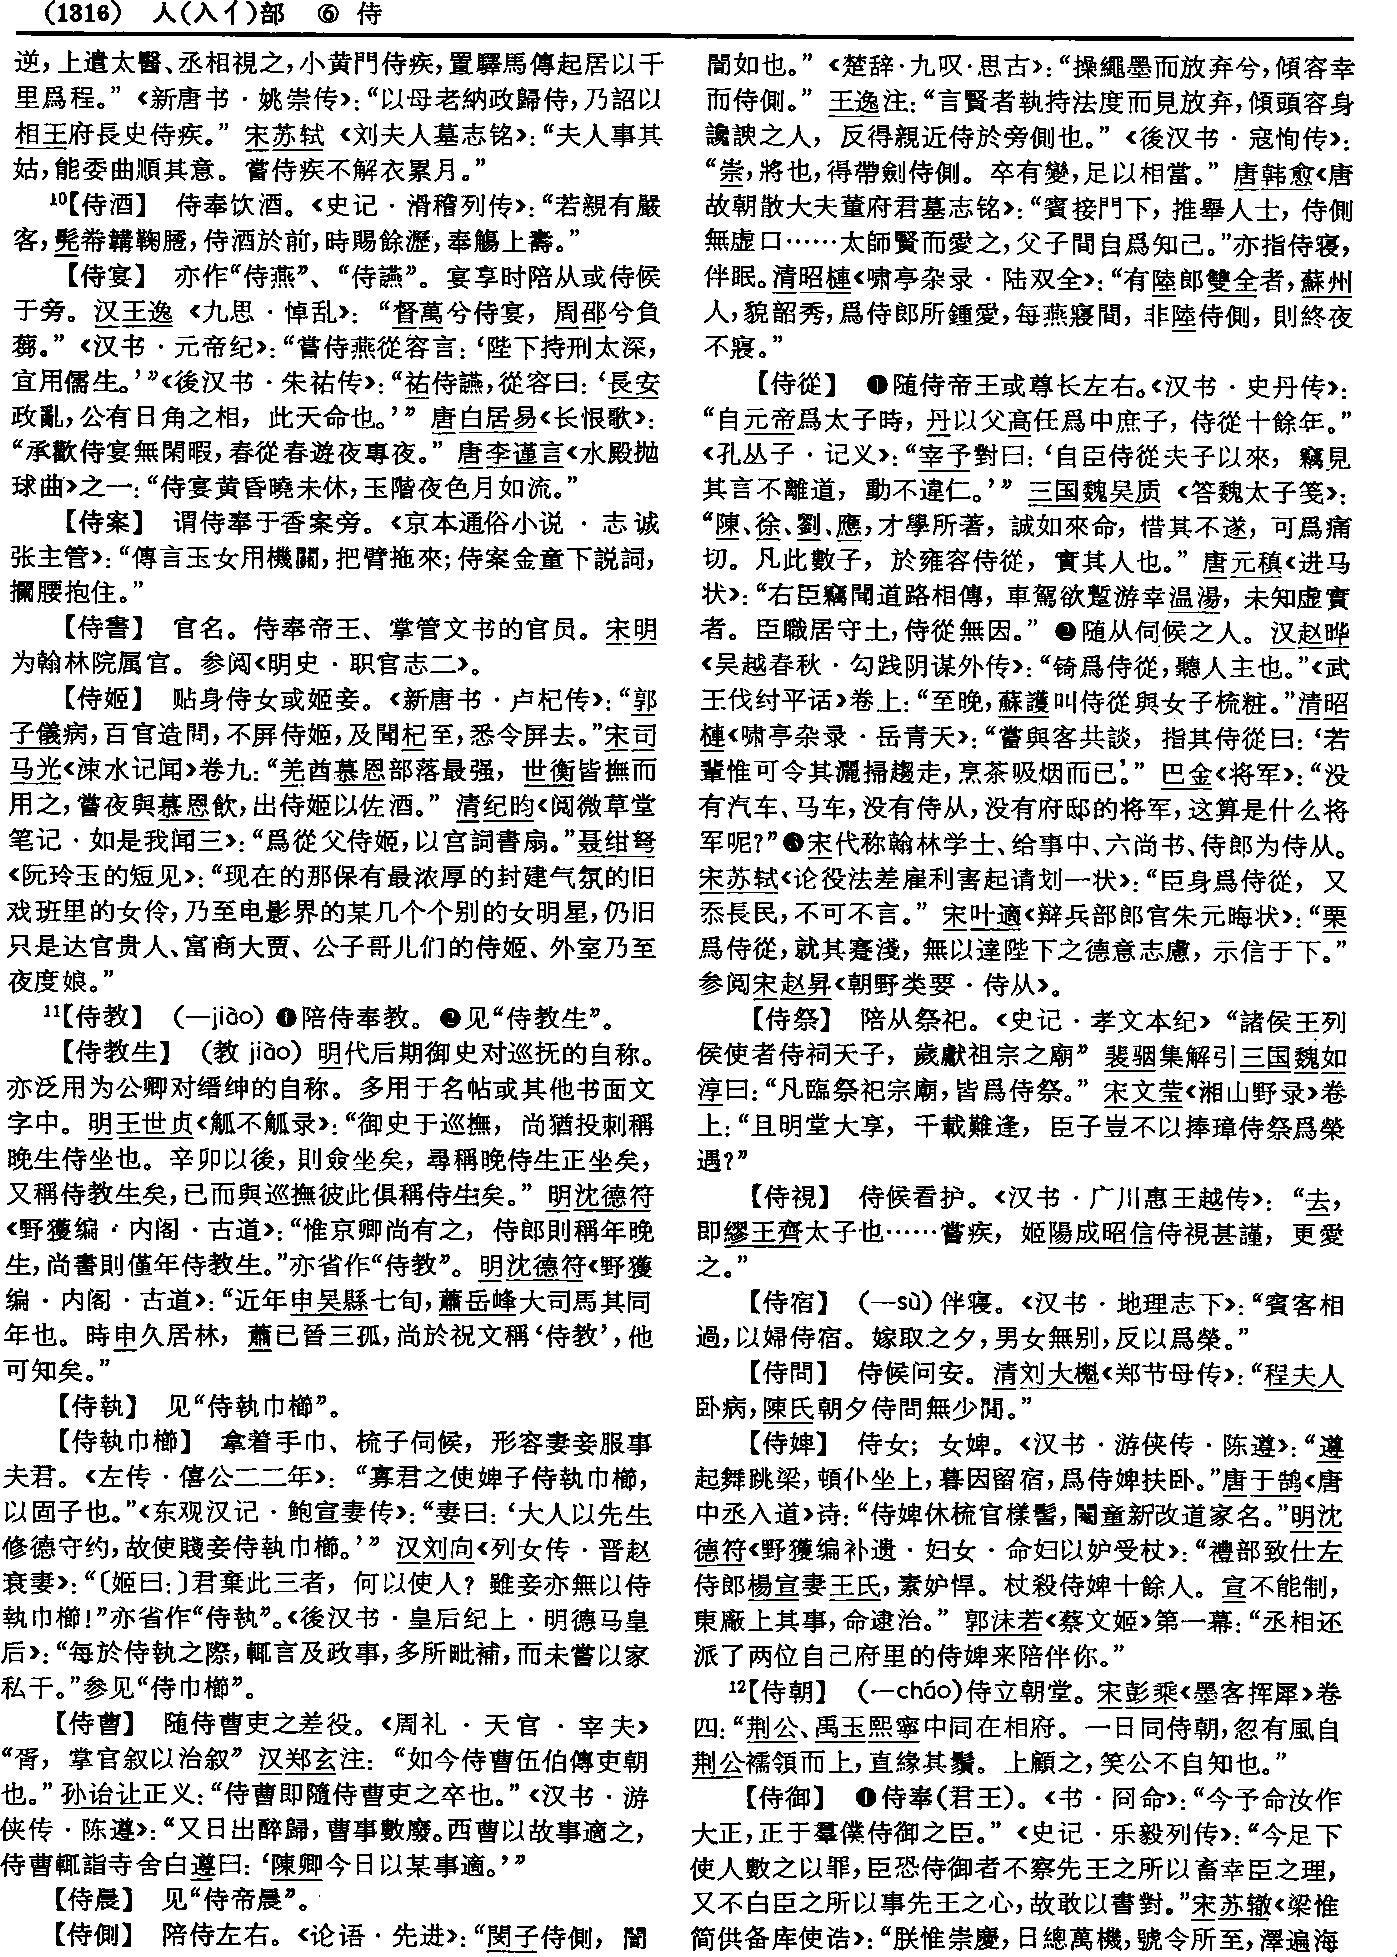 (1316) 人(入亻)部 ⑥ 侍
逆，上遣太醫、丞相視之，小黄門侍疾，置驛馬傳起居以千
里爲程。”《新唐书·姚崇传》：“以母老納政歸侍，乃詔以
相王府長史侍疾。”宋苏轼《刘夫人墓志铭》：“夫人事其
姑，能委曲順其意。嘗侍疾不解衣累月。”
¹⁰【侍酒】 侍奉饮酒。《史记·滑稽列传》：“若親有嚴
客，髡帣韝鞠䠆，侍酒於前，時賜餘瀝，奉觴上壽。”
【侍宴】 亦作“侍燕”、“侍讌”。宴享时陪从或侍候
于旁。汉王逸《九思·悼乱》：“督萬兮侍宴，周邵兮負
蒭。”《汉书·元帝纪》：“嘗侍燕從容言：‘陛下持刑太深，
宜用儒生。’”《後汉书·朱祐传》：“祐侍讌，從容曰：‘長安
政亂，公有日角之相，此天命也。’”唐白居易《长恨歌》：
“承歡侍宴無閑暇，春從春遊夜專夜。”唐李谨言《水殿抛
球曲》之一：“侍宴黄昏曉未休，玉階夜色月如流。”
【侍案】 谓侍奉于香案旁。《京本通俗小说·志诚
张主管》：“傳言玉女用機關，把臂拖來；侍案金童下説詞，
攔腰抱住。”
【侍書】 官名。侍奉帝王、掌管文书的官员。宋明
为翰林院属官。参阅《明史·职官志二》。
【侍姬】 贴身侍女或姬妾。《新唐书·卢杞传》：“郭
子儀病，百官造問，不屏侍姬，及聞杞至，悉令屏去。”宋司
马光《涑水记闻》卷九：“羌酋慕恩部落最强，世衡皆撫而
用之，嘗夜與慕恩飲，出侍姬以佐酒。”清纪昀《阅微草堂
笔记·如是我闻三》：“爲從父侍姬，以宫詞書扇。”聂绀弩
《阮玲玉的短见》：“现在的那保有最浓厚的封建气氛的旧
戏班里的女伶，乃至电影界的某几个个别的女明星，仍旧
只是达官贵人、富商大贾、公子哥儿们的侍姬、外室乃至
夜度娘。”
¹¹【侍教】 (—jiào) ❶陪侍奉教。❷见“侍教生”。
【侍教生】 (教 jiào) 明代后期御史对巡抚的自称。
亦泛用为公卿对缙绅的自称。多用于名帖或其他书面文
字中。明王世贞《觚不觚录》：“御史于巡撫，尚猶投刺稱
晚生侍坐也。辛卯以後，則僉坐矣，尋稱晚侍生正坐矣，
又稱侍教生矣，已而與巡撫彼此俱稱侍生矣。”明沈德符
《野獲编·内阁·古道》：“惟京卿尚有之，侍郎則稱年晚
生，尚書則僅年侍教生。”亦省作“侍教”。明沈德符《野獲
编·内阁·古道》：“近年申吴縣七旬，蕭岳峰大司馬其同
年也。時申久居林，蕭已晉三孤，尚於祝文稱‘侍教’，他
可知矣。”
【侍執】 见“侍執巾櫛”。
【侍執巾櫛】 拿着手巾、梳子伺候，形容妻妾服事
夫君。《左传·僖公二二年》：“寡君之使婢子侍執巾櫛，
以固子也。”《东观汉记·鲍宣妻传》：“妻曰：‘大人以先生
修德守约，故使賤妾侍執巾櫛。’”汉刘向《列女传·晋赵
衰妻》：“〔姬曰：〕君棄此三者，何以使人？雖妾亦無以侍
執巾櫛！”亦省作“侍執”。《後汉书·皇后纪上·明德马皇
后》：“每於侍執之際，輒言及政事，多所毗補，而未嘗以家
私干。”参见“侍巾櫛”。
【侍曹】 随侍曹吏之差役。《周礼·天官·宰夫》
“胥，掌官叙以治叙”汉郑玄注：“如今侍曹伍伯傳吏朝
也。”孙诒让正义：“侍曹即隨侍曹吏之卒也。”《汉书·游
侠传·陈遵》：“又日出醉歸，曹事數廢。西曹以故事適之，
侍曹輒詣寺舍白遵曰：‘陳卿今日以某事適。’”
【侍晨】 见“侍帝晨”。
【侍側】 陪侍左右。《论语·先进》：“閔子侍側，誾
誾如也。”《楚辞·九叹·思古》：“操繩墨而放弃兮，傾容幸
而侍側。”王逸注：“言賢者執持法度而見放弃，傾頭容身
讒諛之人，反得親近侍於旁側也。”《後汉书·寇恂传》：
“崇，將也，得帶劍侍側。卒有變，足以相當。”唐韩愈《唐
故朝散大夫董府君墓志铭》：“賓接門下，推舉人士，侍側
無虚口……太師賢而愛之，父子間自爲知己。”亦指侍寝，
伴眠。清昭槤《啸亭杂录·陆双全》：“有陸郎雙全者，蘇州
人，貌韶秀，爲侍郎所鍾愛，每燕寢間，非陸侍側，則終夜
不寢。”
【侍從】 ❶随侍帝王或尊长左右。《汉书·史丹传》：
“自元帝爲太子時，丹以父高任爲中庶子，侍從十餘年。”
《孔丛子·记义》：“宰予對曰：‘自臣侍從夫子以來，竊見
其言不離道，動不違仁。’”三国魏吴质《答魏太子笺》：
“陳、徐、劉、應，才學所著，誠如來命，惜其不遂，可爲痛
切。凡此數子，於雍容侍從，實其人也。”唐元稹《进马
状》：“右臣竊聞道路相傳，車駕欲蹔游幸温湯，未知虚實
者。臣職居守土，侍從無因。”❷随从伺候之人。汉赵晔
《吴越春秋·勾践阴谋外传》：“锜爲侍從，聽人主也。”《武
王伐纣平话》卷上：“至晚，蘇護叫侍從與女子梳粧。”清昭
槤《啸亭杂录·岳青天》：“嘗與客共談，指其侍從曰：‘若
輩惟可令其灑掃趨走，烹茶吸烟而已’。”巴金《将军》：“没
有汽车、马车，没有侍从，没有府邸的将军，这算是什么将
军呢？”❸宋代称翰林学士、给事中、六尚书、侍郎为侍从。
宋苏轼《论役法差雇利害起请划一状》：“臣身爲侍從，又
忝長民，不可不言。”宋叶適《辩兵部郎官朱元晦状》：“栗
爲侍從，就其蹇淺，無以達陛下之德意志慮，示信于下。”
参阅宋赵昇《朝野类要·侍从》。
【侍祭】 陪从祭祀。《史记·孝文本纪》“諸侯王列
侯使者侍祠天子，歲獻祖宗之廟”裴骃集解引三国魏如
淳曰：“凡臨祭祀宗廟，皆爲侍祭。”宋文莹《湘山野录》卷
上：“且明堂大享，千載難逢，臣子豈不以捧璋侍祭爲榮
遇？”
【侍視】 侍候看护。《汉书·广川惠王越传》：“去，
即繆王齊太子也……嘗疾，姬陽成昭信侍視甚謹，更愛
之。”
【侍宿】 (—sù) 伴寝。《汉书·地理志下》：“賓客相
過，以婦侍宿。嫁取之夕，男女無别，反以爲榮。”
【侍問】 侍候问安。清刘大櫆《郑节母传》：“程夫人
卧病，陳氏朝夕侍問無少閒。”
【侍婢】 侍女；女婢。《汉书·游侠传·陈遵》：“遵
起舞跳梁，頓仆坐上，暮因留宿，爲侍婢扶卧。”唐于鹄《唐
中丞入道》诗：“侍婢休梳官樣髻，閹童新改道家名。”明沈
德符《野獲编补遗·妇女·命妇以妒受杖》：“禮部致仕左
侍郎楊宣妻王氏，素妒悍。杖殺侍婢十餘人。宣不能制，
東廠上其事，命逮治。”郭沫若《蔡文姬》第一幕：“丞相还
派了两位自己府里的侍婢来陪伴你。”
¹²【侍朝】 (—cháo)侍立朝堂。宋彭乘《墨客挥犀》卷
四：“荆公、禹玉熙寧中同在相府。一日同侍朝，忽有風自
荆公襦領而上，直緣其鬚。上顧之，笑公不自知也。”
【侍御】 ❶侍奉(君王)。《书·冏命》：“今予命汝作
大正，正于羣僕侍御之臣。”《史记·乐毅列传》：“今足下
使人數之以罪，臣恐侍御者不察先王之所以畜幸臣之理，
又不白臣之所以事先王之心，故敢以書對。”宋苏辙《梁惟
简供备库使诰》：“朕惟崇慶，日總萬機，號令所至，澤遍海